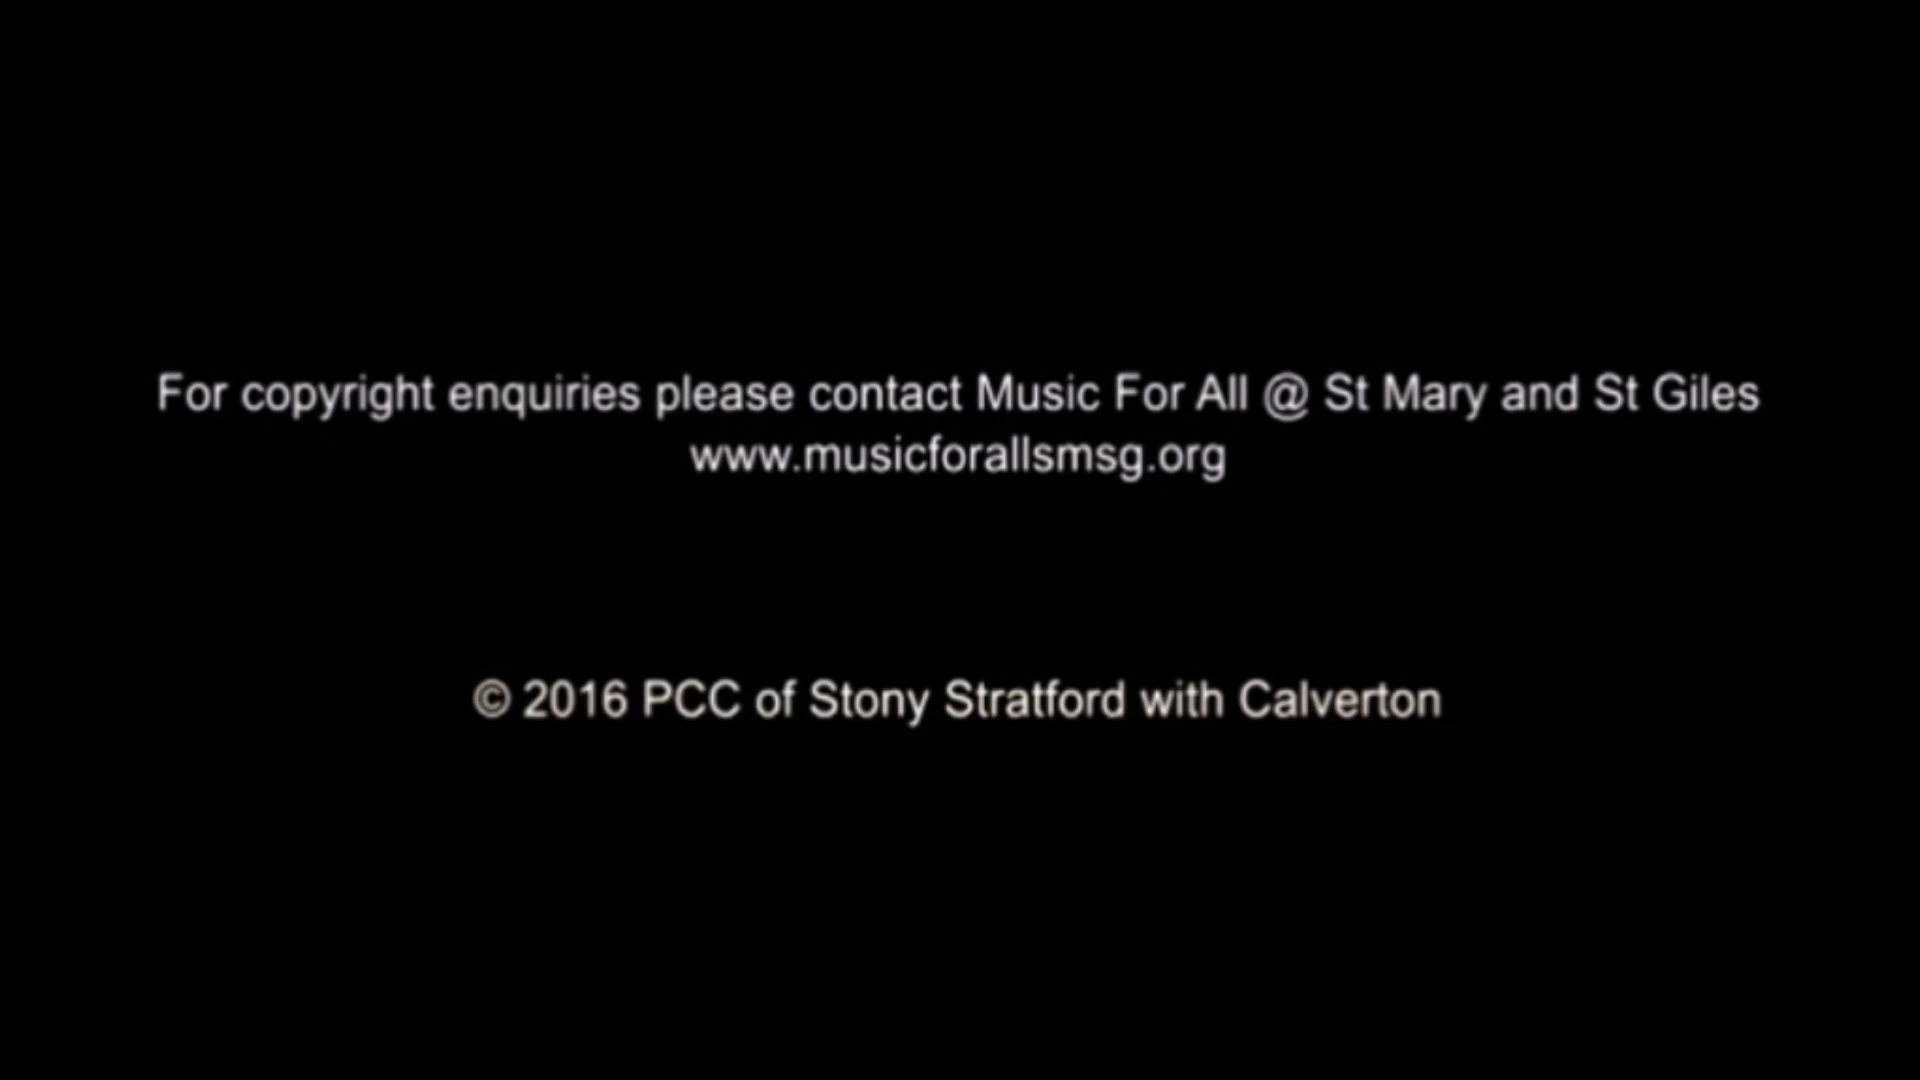 For copyright enquiries please contact Music For All @ St Mary and St Giles
www.musicforallsmsg.org
© 2016 PCC of Stony Stratford with Calverton